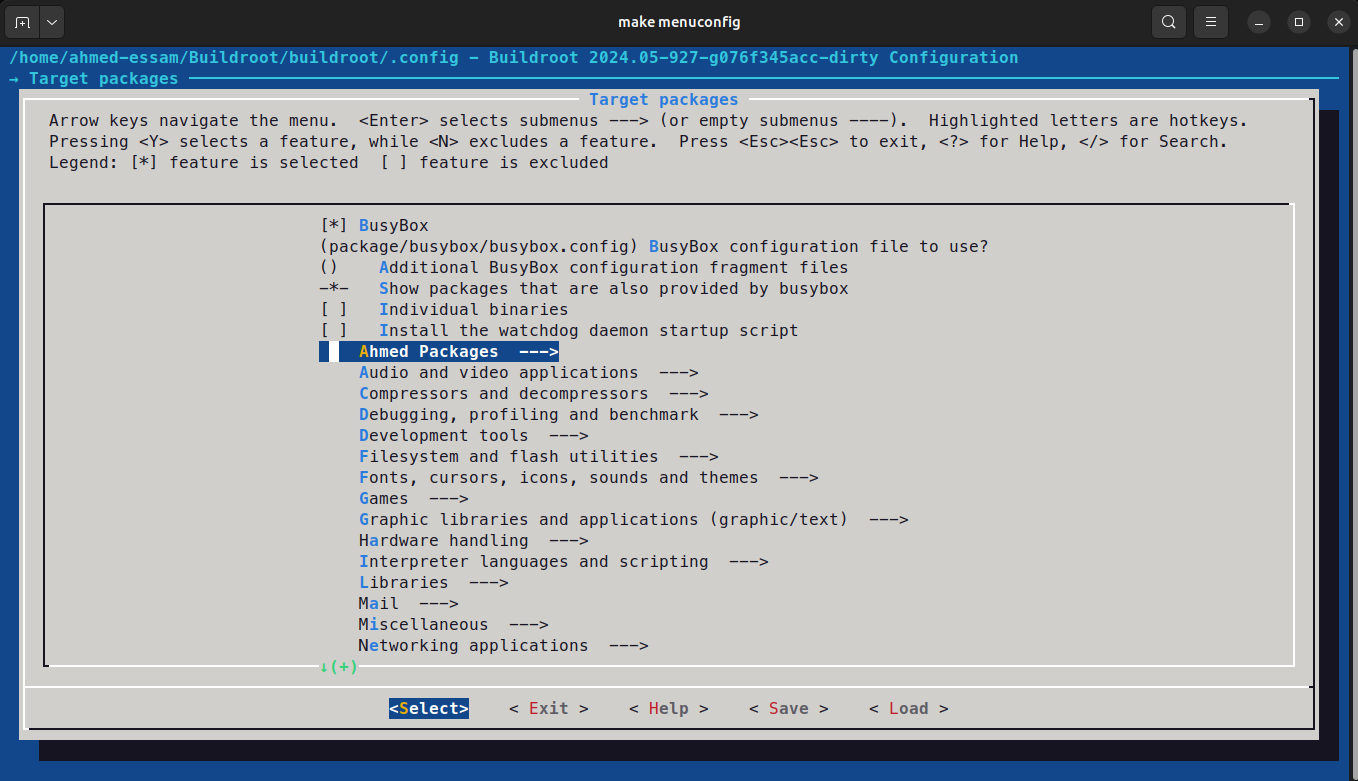 make menuconfig
/home/ahmed-essam/Buildroot/buildroot/.config - Buildroot 2024.05-927-g076f345acc-dirty Configuration
→ Target packages
Target packages
Arrow keys navigate the menu.  <Enter> selects submenus ---> (or empty submenus ----).  Highlighted letters are hotkeys.
Pressing <Y> selects a feature, while <N> excludes a feature.  Press <Esc><Esc> to exit, <?> for Help, </> for Search.
Legend: [*] feature is selected  [ ] feature is excluded
[*] BusyBox
(package/busybox/busybox.config) BusyBox configuration file to use?
()    Additional BusyBox configuration fragment files
-*-   Show packages that are also provided by busybox
[ ]   Individual binaries
[ ]   Install the watchdog daemon startup script
Ahmed Packages  --->
Audio and video applications  --->
Compressors and decompressors  --->
Debugging, profiling and benchmark  --->
Development tools  --->
Filesystem and flash utilities  --->
Fonts, cursors, icons, sounds and themes  --->
Games  --->
Graphic libraries and applications (graphic/text)  --->
Hardware handling  --->
Interpreter languages and scripting  --->
Libraries  --->
Mail  --->
Miscellaneous  --->
Networking applications  --->
↓(+)
<Select>    < Exit >    < Help >    < Save >    < Load >